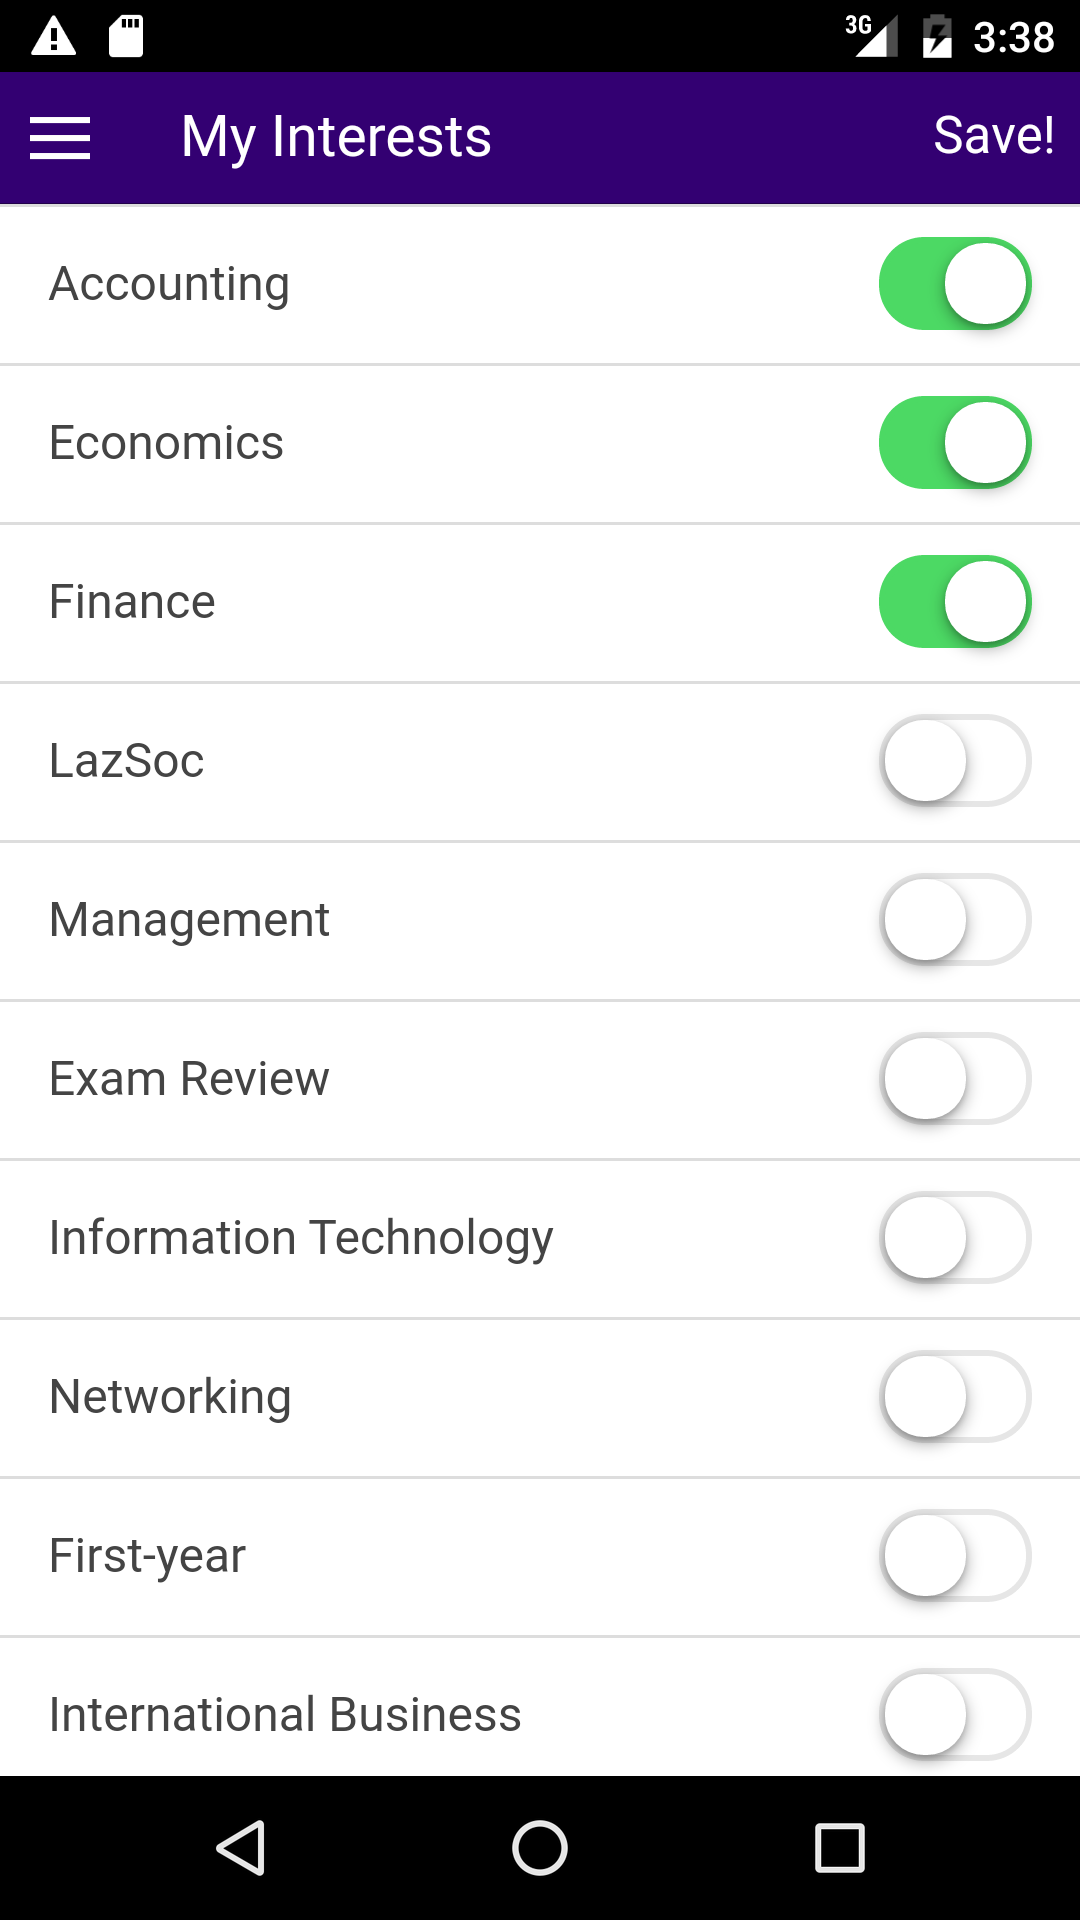 3G 3:38
My Interests Save!
Accounting
Economics
Finance
LazSoc
Management
Exam Review
Information Technology
Networking
First-year
International Business